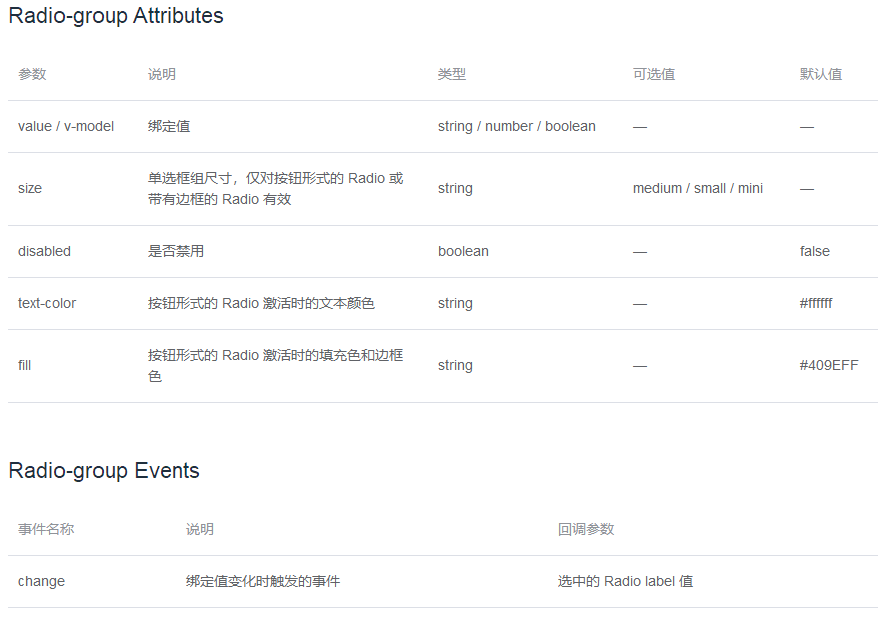 Radio-group Attributes
参数 说明 类型 可选值 默认值
value / v-model 绑定值 string / number / boolean — —
size 单选框组尺寸，仅对按钮形式的 Radio 或 string medium / small / mini —
带有边框的 Radio 有效
disabled 是否禁用 boolean — false
text-color 按钮形式的 Radio 激活时的文本颜色 string — #ffffff
fill 按钮形式的 Radio 激活时的填充色和边框 string — #409EFF
色
Radio-group Events
事件名称 说明 回调参数
change 绑定值变化时触发的事件 选中的 Radio label 值